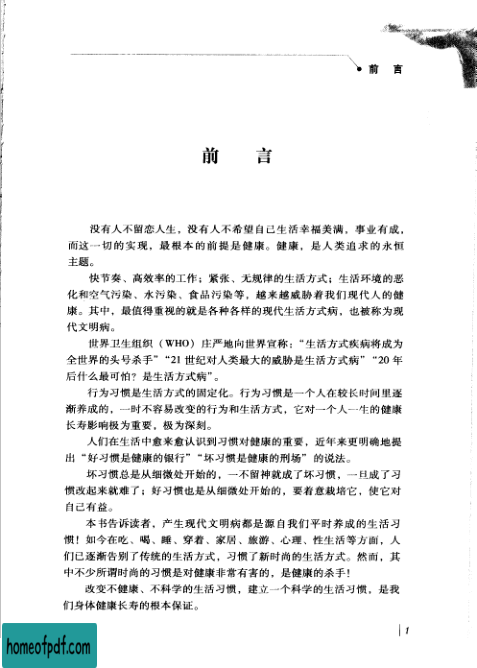 前 言
前 言
没有人不留恋人生，没有人不希望自己生活幸福美满，事业有成，
而这一切的实现，最根本的前提是健康。健康，是人类追求的永恒
主题。
快节奏、高效率的工作；紧张、无规律的生活方式；生活环境的恶
化和空气污染、水污染、食品污染等，越来越威胁着我们现代人的健
康。其中，最值得重视的就是各种各样的现代生活方式病，也被称为现
代文明病。
世界卫生组织（WHO）庄严地向世界宣称：“生活方式疾病将成为
全世界的头号杀手”“21 世纪对人类最大的威胁是生活方式病”“20 年
后什么最可怕？是生活方式病”。
行为习惯是生活方式的固定化。行为习惯是一个人在较长时间里逐
渐养成的，一时不容易改变的行为和生活方式，它对一个人一生的健康
长寿影响极为重要，极为深刻。
人们在生活中愈来愈认识到习惯对健康的重要，近年来更明确地提
出“好习惯是健康的银行”“坏习惯是健康的刑场”的说法。
坏习惯总是从细微处开始的，一不留神就成了坏习惯，一旦成了习
惯改起来就难了；好习惯也是从细微处开始的，要着意栽培它，使它对
自己有益。
本书告诉读者，产生现代文明病都是源自我们平时养成的生活习
惯！如今在吃、喝、睡、穿着、家居、旅游、心理、性生活等方面，人
们已逐渐告别了传统的生活方式，习惯了新时尚的生活方式。然而，其
中不少所谓时尚的习惯是对健康非常有害的，是健康的杀手！
改变不健康、不科学的生活习惯，建立一个科学的生活习惯，是我
们身体健康长寿的根本保证。
1
homeofpdf.com